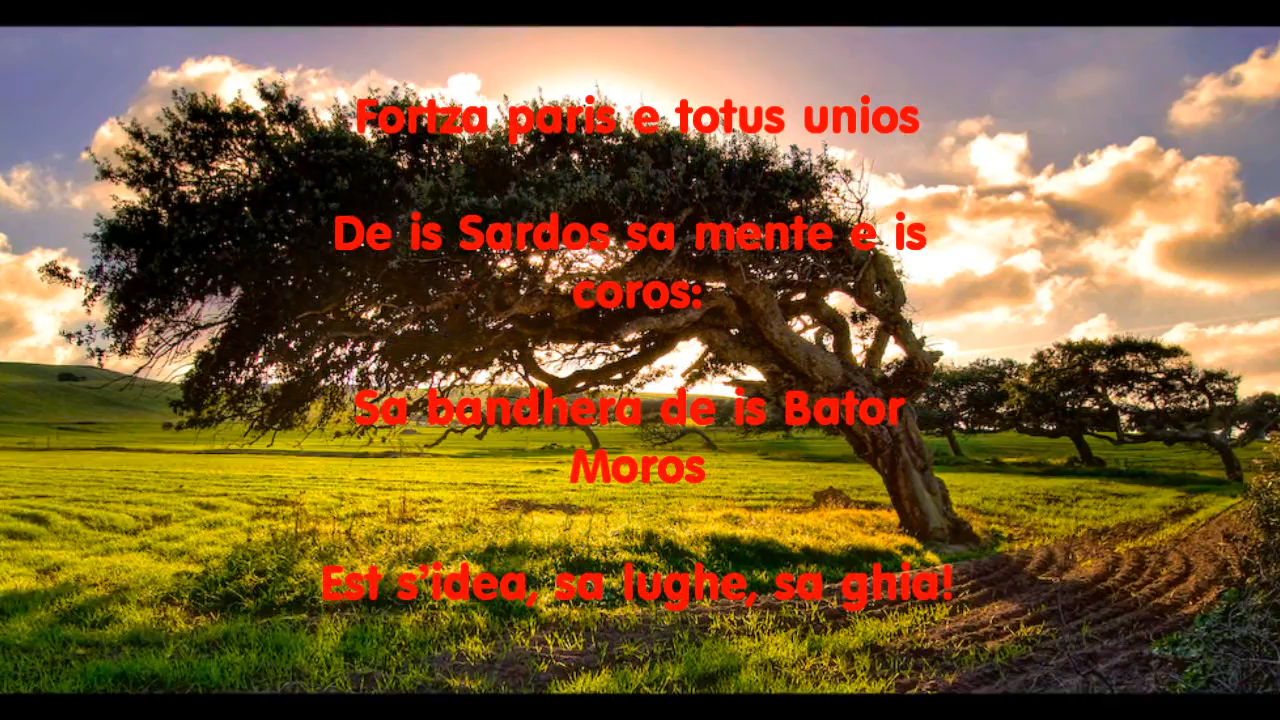 Fortza paris e totus unios
De is Sardos sa mente e is
coros:
Sa bandhera de is Bator
Moros
Est s'idea, sa lughe, sa ghia!